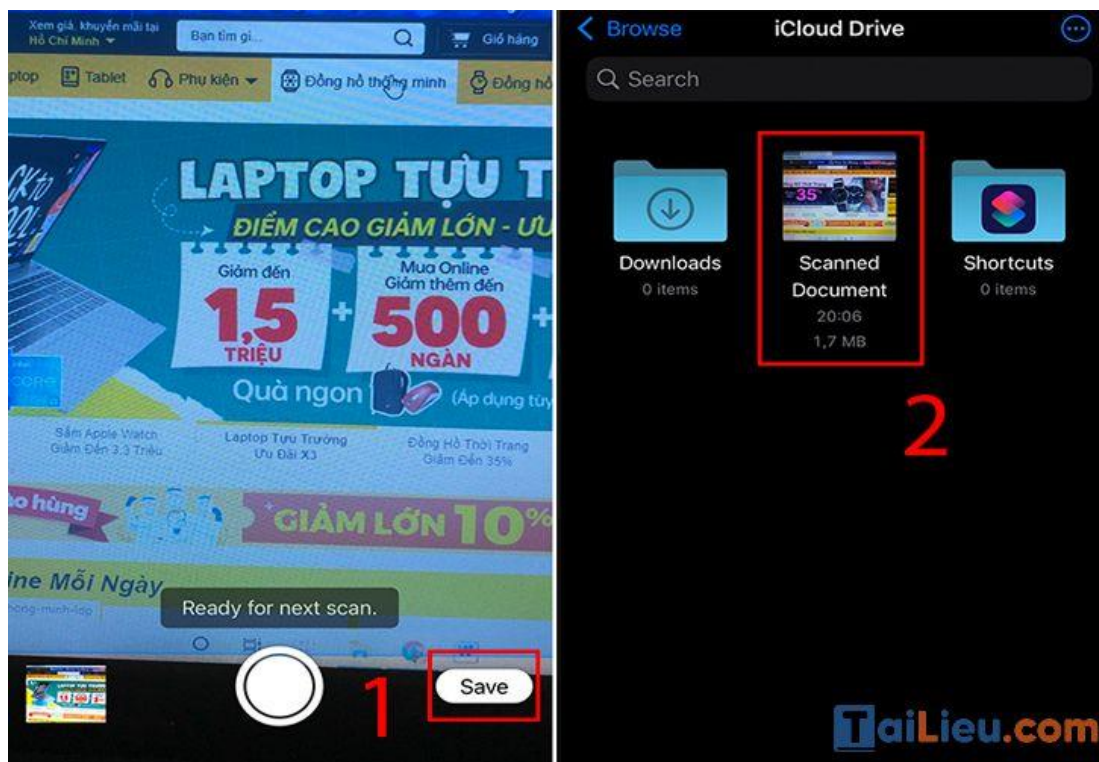 Xem giá, khuyến mãi tại
Hồ Chí Minh
Bạn tìm gì...
Giỏ hàng
ptop
Tablet
Phụ kiện
Đồng hồ thông minh
Đồng hồ
LAPTOP TỰU T
ĐIỂM CAO GIẢM LỚN - ƯU
Giảm đến
1,5
TRIỆU
+
Mua Online
Giảm thêm đến
500
NGÀN
+
Quà ngon
(Áp dụng tùy
Sắm Apple Watch
Giảm Đến 3.3 Triệu
Laptop Tựu Trường
Ưu Đãi X3
Đồng Hồ Thời Trang
Giảm Đến 35%
ào hùng
GIẢM LỚN 10%
ine Mỗi Ngày
Ready for next scan.
1
Save
Browse
iCloud Drive
Search
Downloads
0 items
35
Scanned
Document
20:06
1,7 MB
Shortcuts
0 items
2
TaiLieu.com